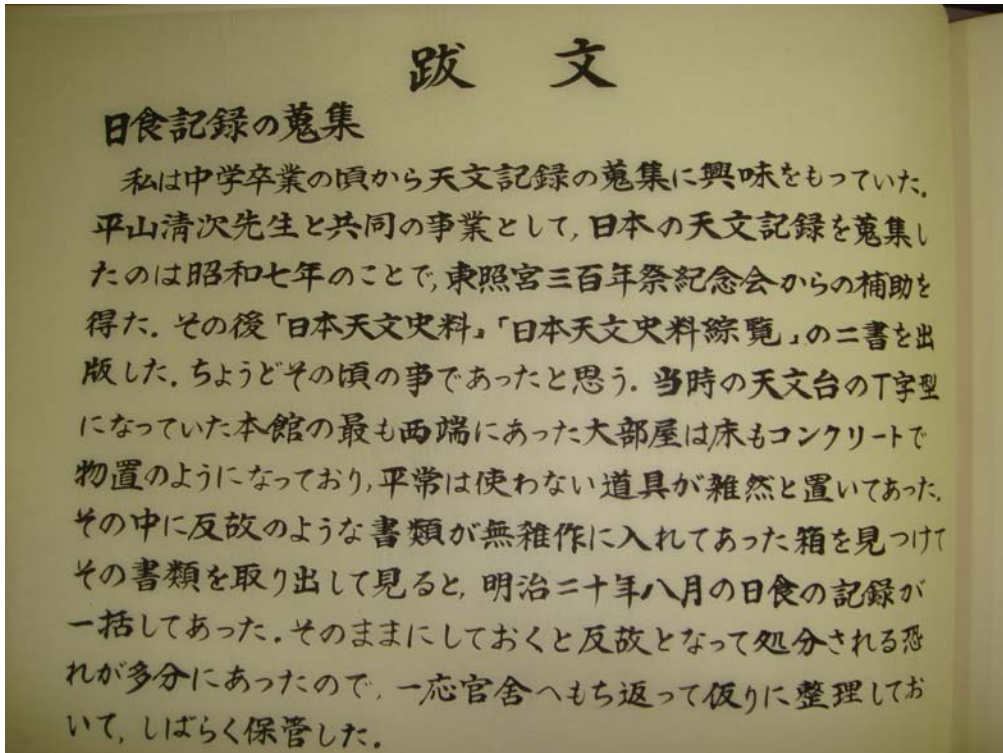 跋 文
日食記録の蒐集
私は中学卒業の頃から天文記録の蒐集に興味をもっていた.
平山清次先生と共同の事業として,日本の天文記録を蒐集し
たのは昭和七年のことで,東照宮三百年祭紀念会からの補助を
得た.その後「日本天文史料」「日本天文史料綜覧」の二書を出
版した.ちょうどその頃の事であったと思う.当時の天文台のT字型
になっていた本館の最も西端にあった大部屋は床もコンクリートで
物置のようになっており,平常は使わない道具が雑然と置いてあった.
その中に反故のような書類が無雑作に入れてあった箱を見つけて
その書類を取り出して見ると,明治二十年八月の日食の記録が
一括してあった.そのままにしておくと反故となって処分される恐
れが多分にあったので,一応官舎へもち返って仮りに整理してお
いて,しばらく保管した.